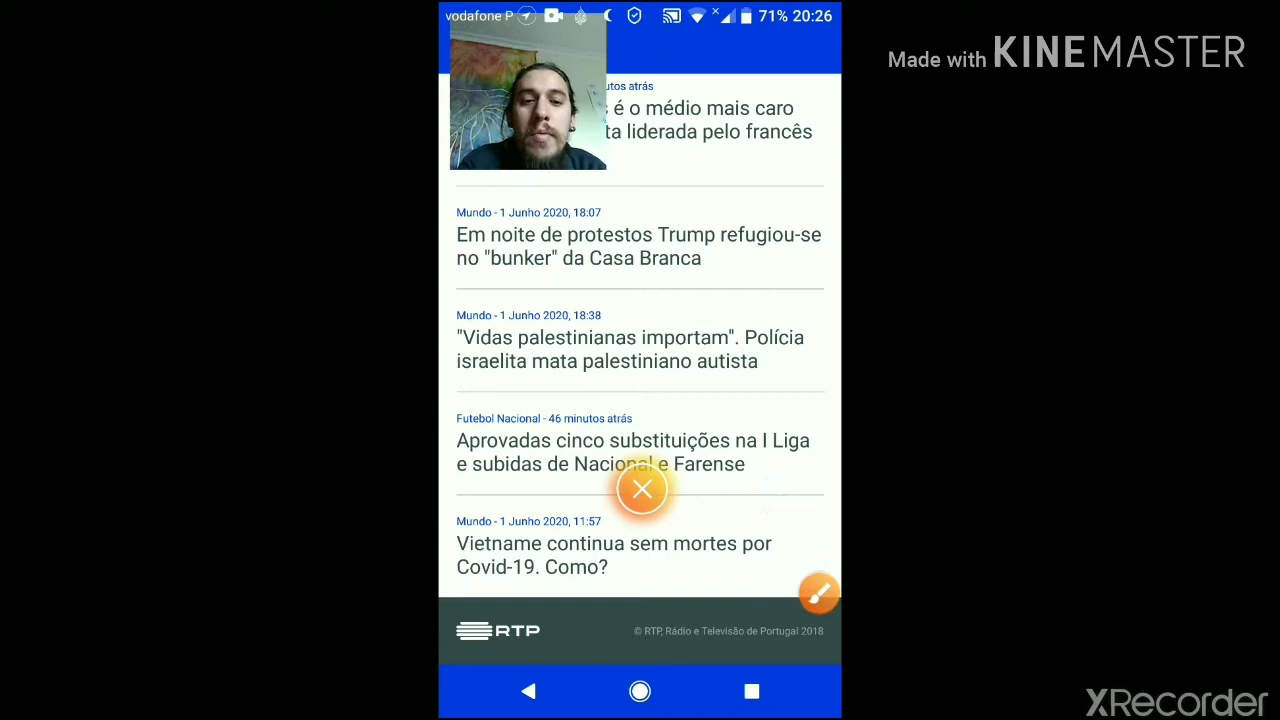 vodafone P
71% 20:26
Made with KINEMASTER
utos atrás
é o médio mais caro
ta liderada pelo francês
Mundo - 1 Junho 2020, 18:07
Em noite de protestos Trump refugiou-se
no "bunker" da Casa Branca
Mundo - 1 Junho 2020, 18:38
"Vidas palestinianas importam". Polícia
israelita mata palestiniano autista
Futebol Nacional - 46 minutos atrás
Aprovadas cinco substituições na I Liga
e subidas de Nacional e Farense
Mundo - 1 Junho 2020, 11:57
Vietname continua sem mortes por
Covid-19. Como?
RTP
© RTP, Rádio e Televisão de Portugal 2018
XRecorder